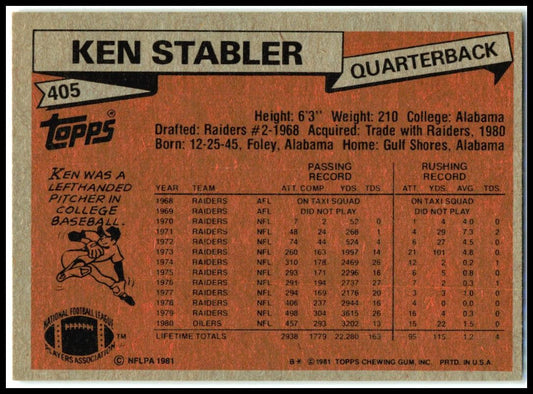 KEN STABLER
QUARTERBACK
405
TOPPS
Height: 6'3" Weight: 210 College: Alabama
Drafted: Raiders #2-1968 Acquired: Trade with Raiders, 1980
Born: 12-25-45, Foley, Alabama Home: Gulf Shores, Alabama
KEN WAS A
LEFTHANDED
PITCHER IN
COLLEGE
BASEBALL.
PASSING RECORD RUSHING RECORD
YEAR TEAM ATT. COMP. YDS. TDS. ATT. YDS. AVG. TDS
1968 RAIDERS AFL ON TAXI SQUAD ON TAXI SQUAD
1969 RAIDERS AFL DID NOT PLAY DID NOT PLAY
1970 RAIDERS NFL 7 2 52 0 1 4 4.0 0
1971 RAIDERS NFL 48 24 268 1 4 29 7.3 2
1972 RAIDERS NFL 74 44 524 4 6 27 4.5 0
1973 RAIDERS NFL 260 163 1997 14 21 101 4.8 0
1974 RAIDERS NFL 310 178 2469 26 12 2 0.2 1
1975 RAIDERS NFL 293 171 2296 16 6 5 0.8 0
1976 RAIDERS NFL 291 194 2737 27 7 2 0.3 1
1977 RAIDERS NFL 294 169 2176 20 3 0
1978 RAIDERS NFL 406 237 2944 16 4 0 0
1979 RAIDERS NFL 498 304 3615 26 16 0
1980 OILERS NFL 457 293 3202 13 15 22 1.5 0
LIFETIME TOTALS 2938 1779 22,280 163 95 115 1.2 4
NATIONAL FOOTBALL LEAGUE
PLAYERS ASSOCIATION
TM
© NFLPA 1981
B* © 1981 TOPPS CHEWING GUM, INC. PRTD. IN U.S.A.